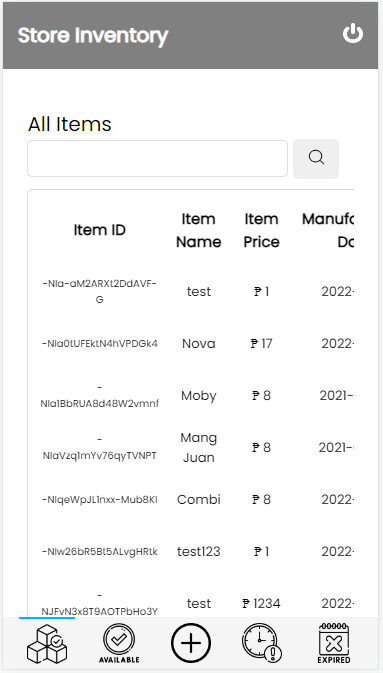 Store Inventory
All Items
Item ID Item Name Item Price Manufa Da
-NIa-aM2ARXt2DdAVF-G test ₱ 1 2022-
-NIa0tUFEktN4hVPDGk4 Nova ₱ 17 2022-
-NIa1BbRUA8d48W2vmnf Moby ₱ 8 2021-
-NIaVzq1mYv76qyTVNPT Mang Juan ₱ 8 2021-
-NIqeWpJL1nxx-Mub8KI Combi ₱ 8 2022-
-NIw26bR5Bt5ALvgHRtk test123 ₱ 1 2022-
-NJFvN3x8T9AOTPbHo3Y test ₱ 1234 2022-
AVAILABLE EXPIRED